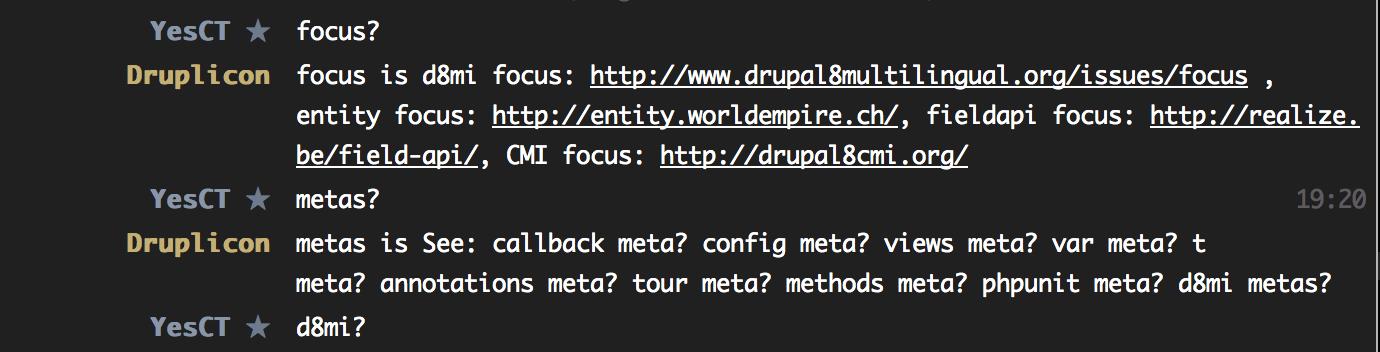 YesCT ★ focus?
Druplicon focus is d8mi focus: http://www.drupal8multilingual.org/issues/focus ,
entity focus: http://entity.worldempire.ch/, fieldapi focus: http://realize.
be/field-api/, CMI focus: http://drupal8cmi.org/
YesCT ★ metas? 19:20
Druplicon metas is See: callback meta? config meta? views meta? var meta? t
meta? annotations meta? tour meta? methods meta? phpunit meta? d8mi metas?
YesCT ★ d8mi?